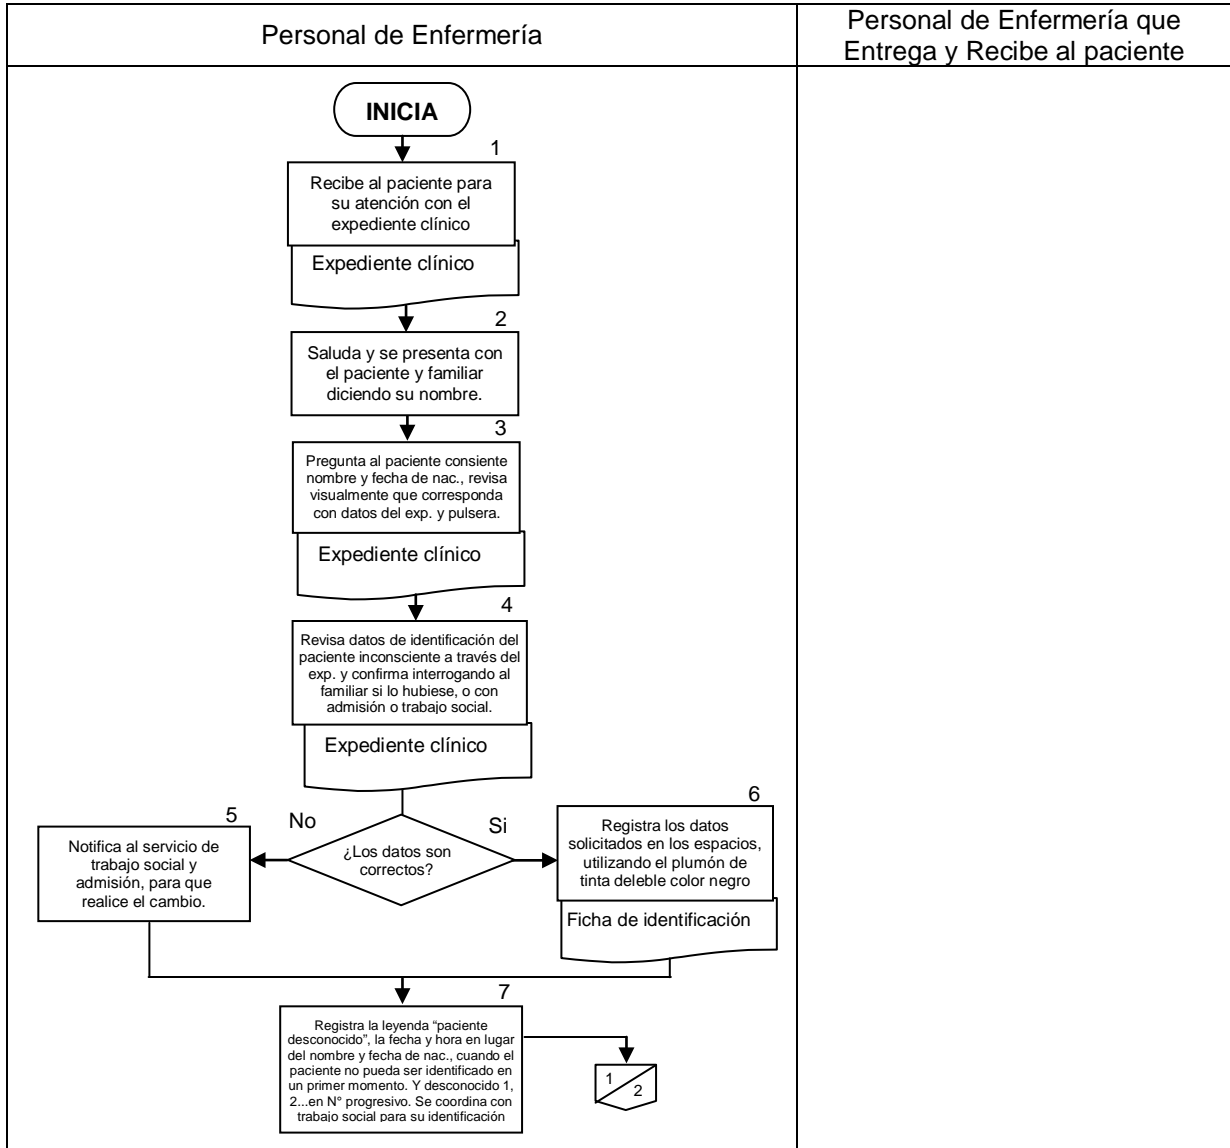 Personal de Enfermería
Personal de Enfermería que
Entrega y Recibe al paciente
INICIA
1
Recibe al paciente para
su atención con el
expediente clínico
Expediente clínico
2
Saluda y se presenta con
el paciente y familiar
diciendo su nombre.
3
Pregunta al paciente consiente
nombre y fecha de nac., revisa
visualmente que corresponda
con datos del exp. y pulsera.
Expediente clínico
4
Revisa datos de identificación del
paciente inconsciente a través del
exp. y confirma interrogando al
familiar si lo hubiese, o con
admisión o trabajo social.
Expediente clínico
¿Los datos son
correctos?
No
5
Notifica al servicio de
trabajo social y
admisión, para que
realice el cambio.
Si
6
Registra los datos
solicitados en los espacios,
utilizando el plumón de
tinta deleble color negro
Ficha de identificación
7
Registra la leyenda “paciente
desconocido”, la fecha y hora en lugar
del nombre y fecha de nac., cuando el
paciente no pueda ser identificado en
un primer momento. Y desconocido 1,
2...en N° progresivo. Se coordina con
trabajo social para su identificación
1
2